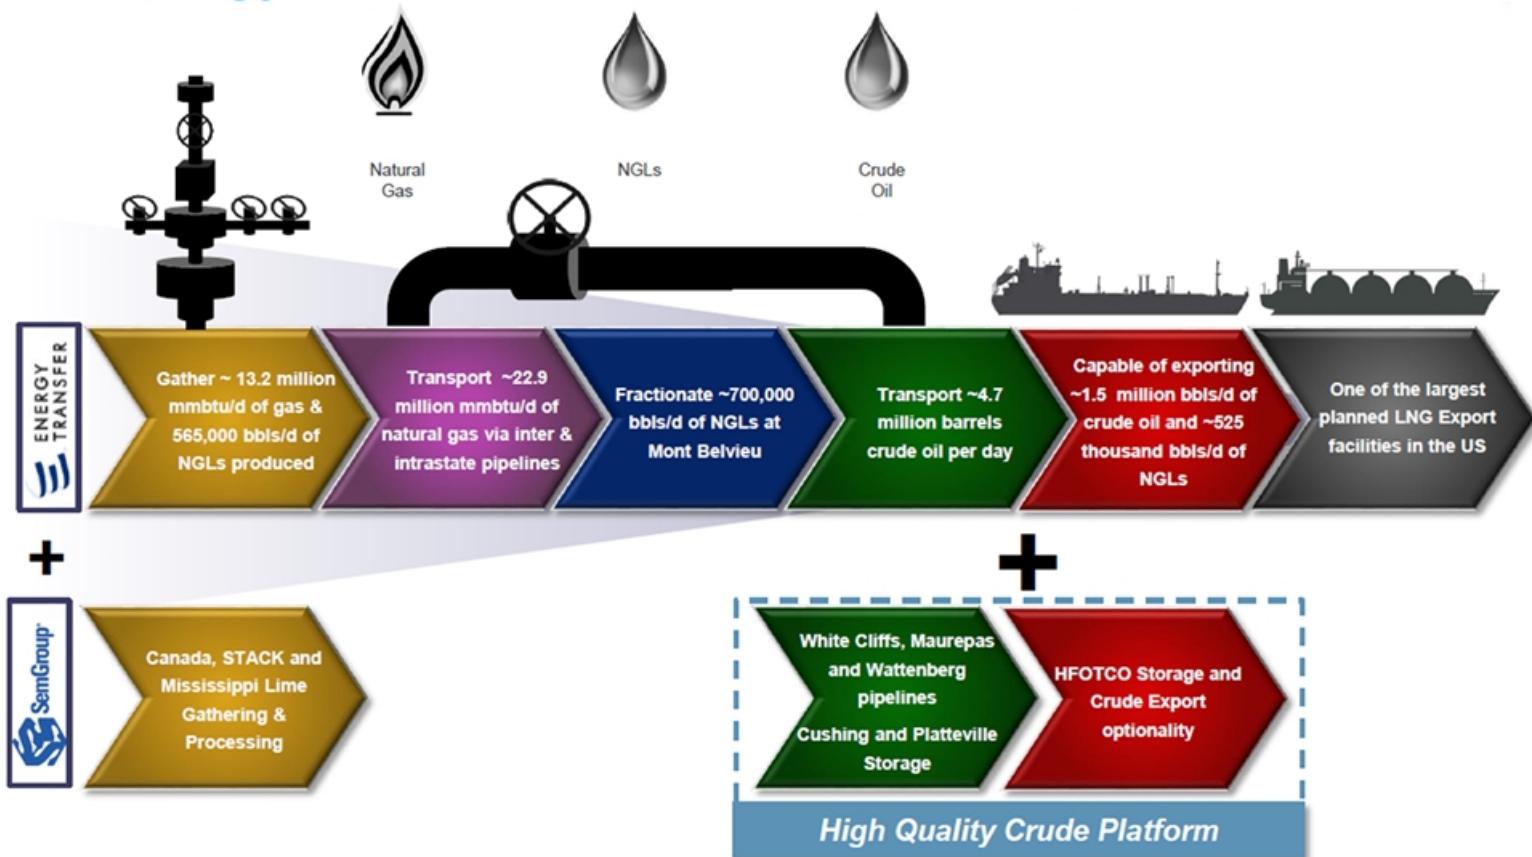 Natural
Gas
NGLs
Crude
Oil
ENERGY
TRANSFER
Gather ~ 13.2 million
mmbtu/d of gas &
565,000 bbls/d of
NGLs produced
Transport ~22.9
million mmbtu/d of
natural gas via inter &
intrastate pipelines
Fractionate ~700,000
bbls/d of NGLs at
Mont Belvieu
Transport ~4.7
million barrels
crude oil per day
Capable of exporting
~1.5 million bbls/d of
crude oil and ~525
thousand bbls/d of
NGLs
One of the largest
planned LNG Export
facilities in the US
+
+
SemGroup
Canada, STACK and
Mississippi Lime
Gathering &
Processing
White Cliffs, Maurepas
and Wattenberg
pipelines
Cushing and Platteville
Storage
HFOTCO Storage and
Crude Export
optionality
High Quality Crude Platform